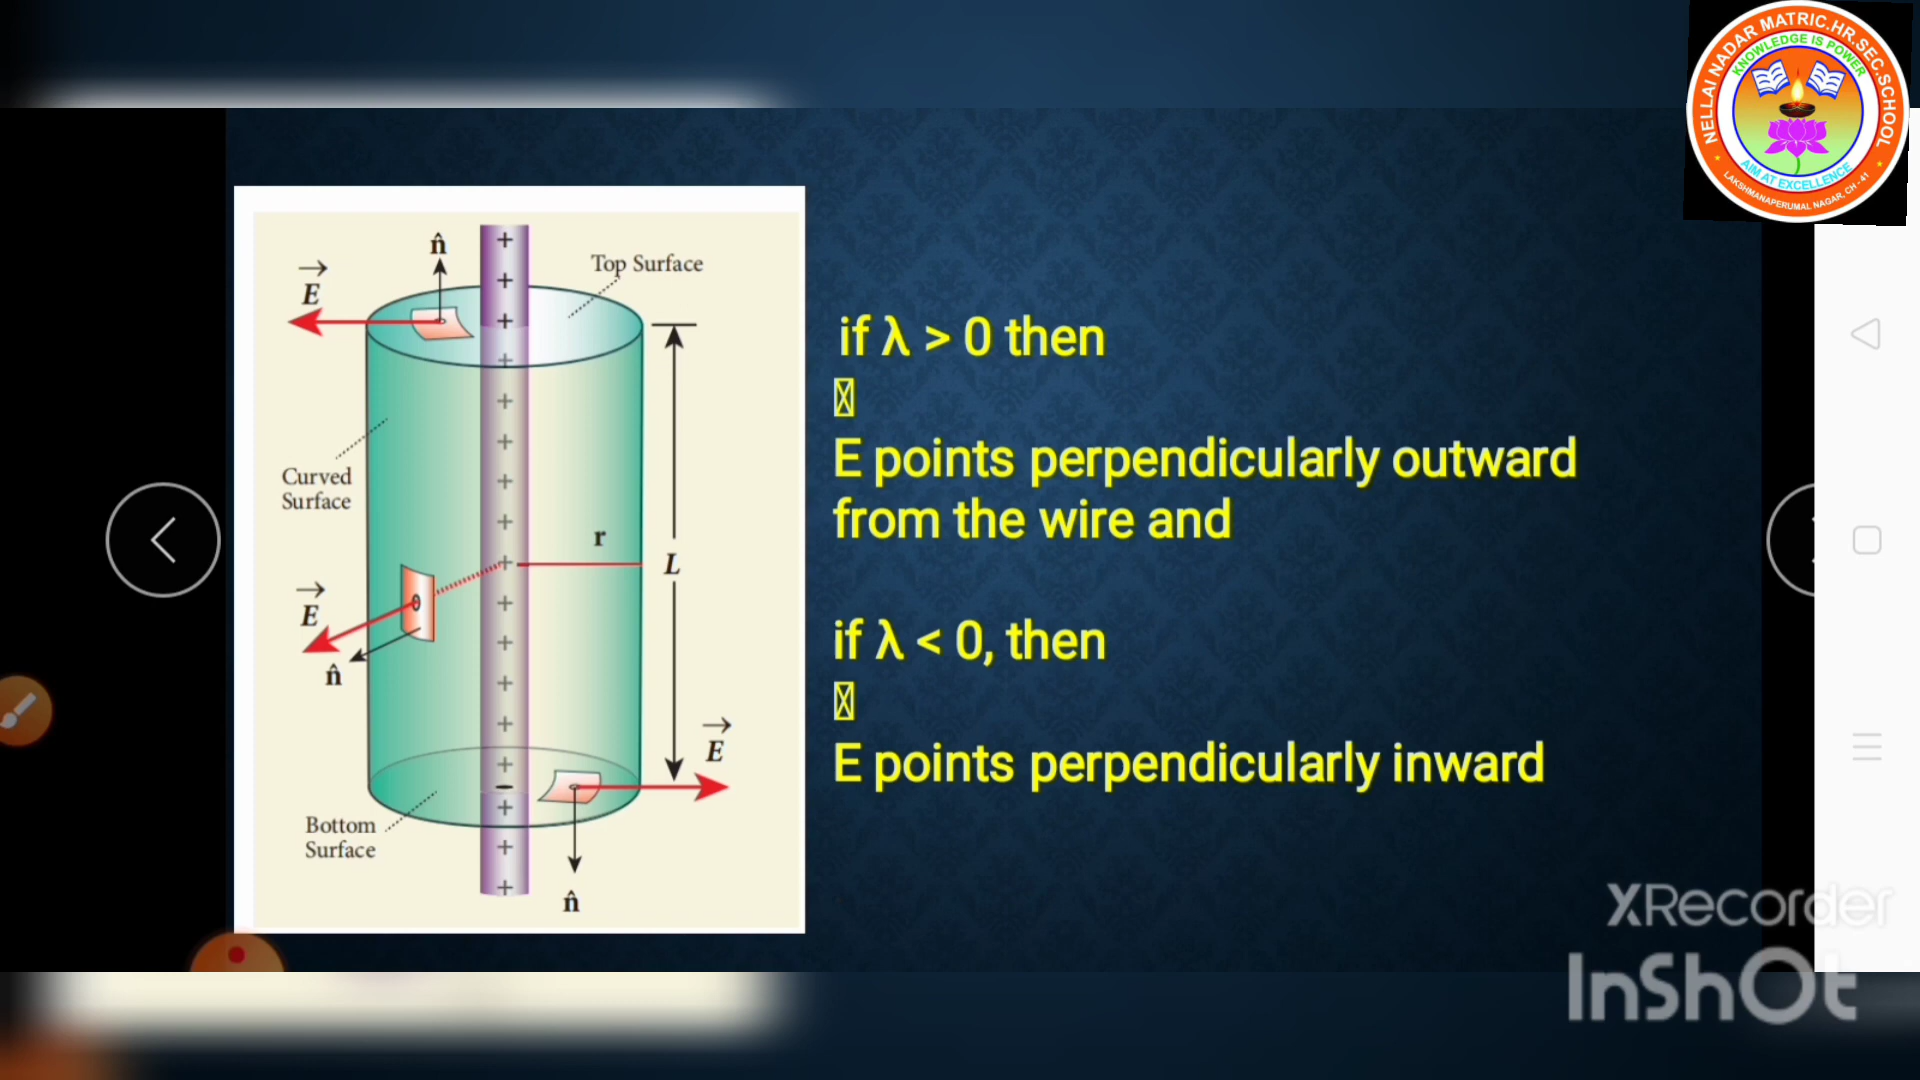 NELLAI NADAR MATRIC.HR.SEC.SCHOOL
KNOWLEDGE IS POWER
AIM AT EXCELLENCE
LAKSHMANAPERUMAL NAGAR, CH - 41
n̂
E
Top Surface
Curved
Surface
r
L
θ
E
n̂
E
Bottom
Surface
n̂
if λ > 0 then
E points perpendicularly outward
from the wire and
if λ < 0, then
E points perpendicularly inward
XRecorder
InShOt